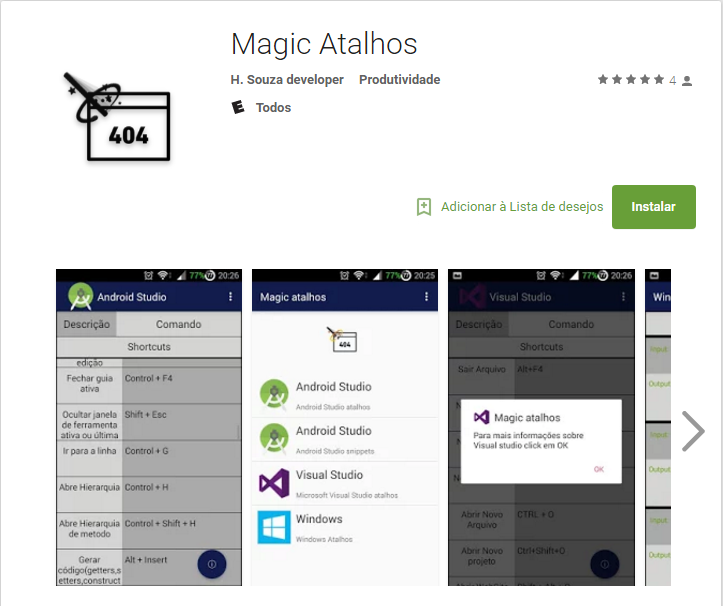 Magic Atalhos
H. Souza developer Produtividade
4
E Todos
404
Adicionar à Lista de desejos
Instalar
77% 20:26
Android Studio
Descrição Comando
Shortcuts
edição
Fechar guia ativa
Control + F4
Ocultar janela de ferramenta ativa ou última
Shift + Esc
Ir para a linha
Control + G
Abre Hierarquia
Control + H
Abre Hierarquia de metodo
Control + Shift + H
Gerar código(getters,s etters,construct
Alt + Insert
77% 20:25
Magic atalhos
404
Android Studio
Android Studio atalhos
Android Studio
Android Studio snippets
Visual Studio
Microsoft Visual Studio atalhos
Windows
Windows Atalhos
77% 20:26
Visual Studio
Descrição Comando
Shortcuts
Sair Arquivo
Alt+F4
Magic atalhos
Para mais informações sobre
Visual studio click em OK
OK
Abrir Novo Arquivo
CTRL + O
Abrir Novo projeto
Ctrl+Shift+O
Win
Input:
Output:
Input:
Output:
Input:
Output: